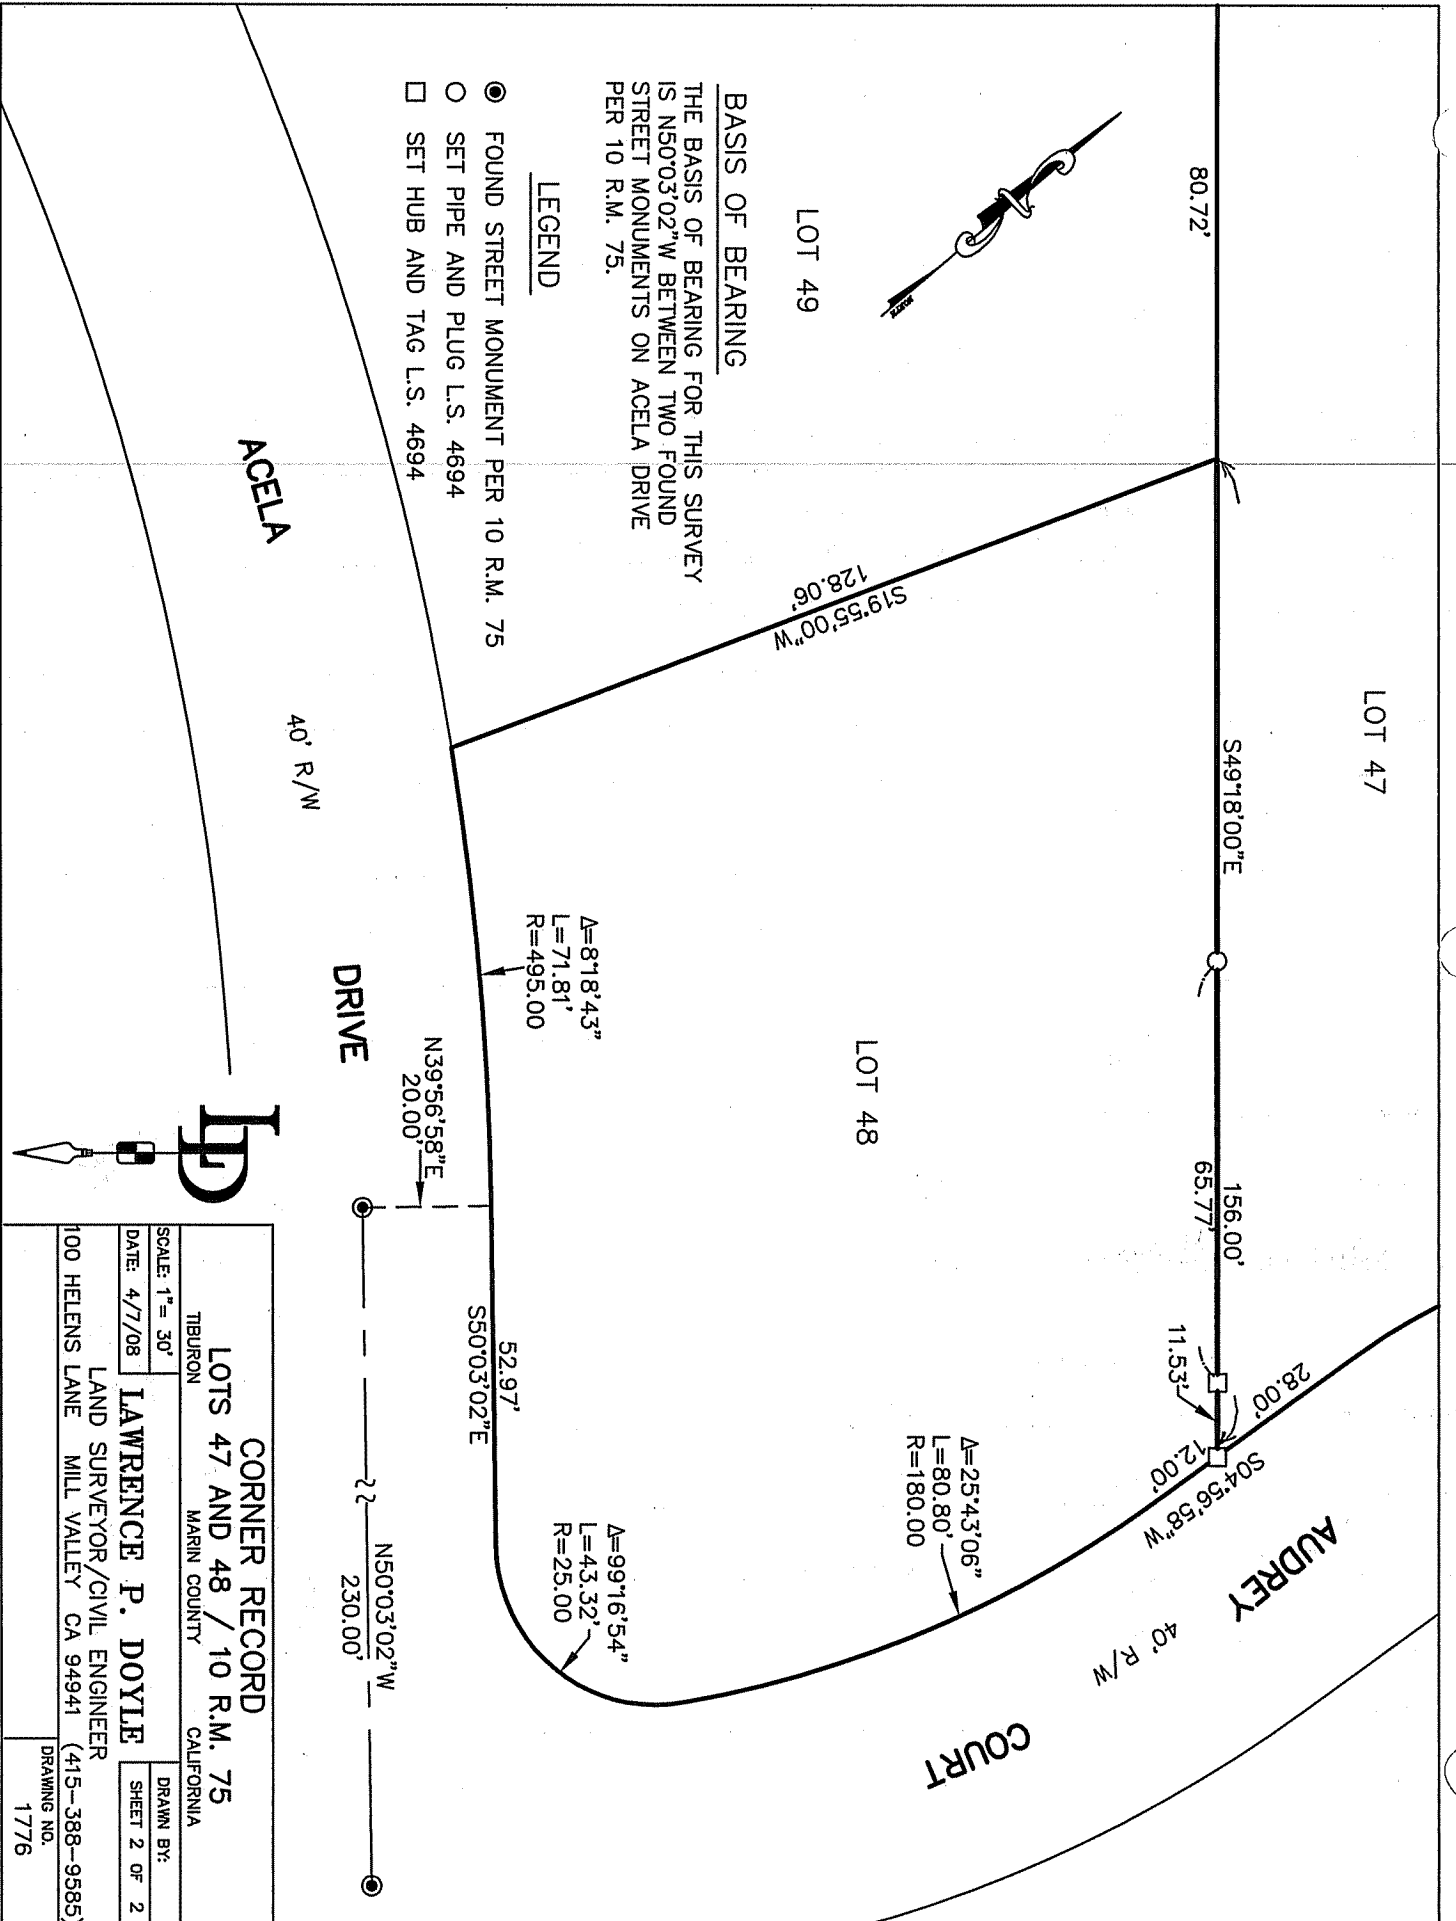 80.72'
LOT 49
LOT 47
S49°18'00"E
156.00'
65.77'
11.53'
28.00'
12.00'
S04°56'58"W
AUDREY
COURT
40' R/W
128.06'
S19°55'00"W
LOT 48
Δ=25°43'06"
L=80.80'
R=180.00
Δ=99°16'54"
L=43.32'
R=25.00
Δ=8°18'43"
L=71.81'
R=495.00
52.97'
S50°03'02"E
N39°56'58"E
20.00'
N50°03'02"W
230.00'
ACELA
DRIVE
40' R/W
NORTH
BASIS OF BEARING
THE BASIS OF BEARING FOR THIS SURVEY
IS N50°03'02"W BETWEEN TWO FOUND
STREET MONUMENTS ON ACELA DRIVE
PER 10 R.M. 75.
LEGEND
FOUND STREET MONUMENT PER 10 R.M. 75
SET PIPE AND PLUG L.S. 4694
SET HUB AND TAG L.S. 4694
LD
CORNER RECORD
LOTS 47 AND 48 / 10 R.M. 75
TIBURON MARIN COUNTY CALIFORNIA
SCALE: 1"= 30'
DATE: 4/7/08
LAWRENCE P. DOYLE
DRAWN BY:
SHEET 2 OF 2
LAND SURVEYOR/CIVIL ENGINEER
100 HELENS LANE MILL VALLEY CA 94941 (415-388-9585)
DRAWING NO.
1776